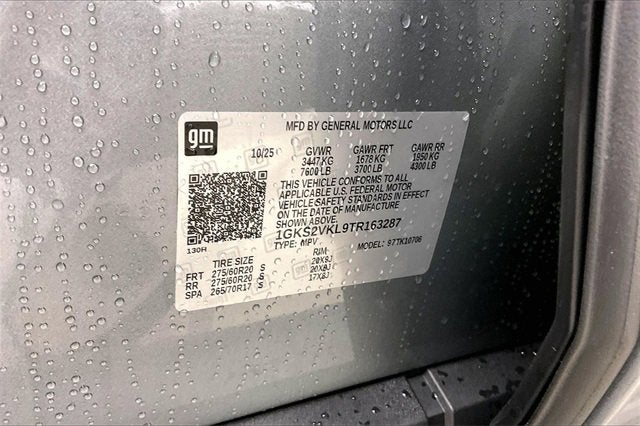 gm
MFD BY GENERAL MOTORS LLC
10/25 GVWR GAWR FRT GAWR RR
3447 KG 1678 KG 1950 KG
7600 LB 3700 LB 4300 LB
THIS VEHICLE CONFORMS TO ALL
APPLICABLE U.S. FEDERAL MOTOR
VEHICLE SAFETY STANDARDS IN EFFECT
ON THE DATE OF MANUFACTURE
SHOWN ABOVE.
1GKS2VKL9TR163287
TYPE: MPV MODEL: 97TK10706
130R
TIRE SIZE RIM
FRT 275/60R20 S 20X9J
RR 275/60R20 S 20X9J
SPA 265/70R17 S 17X8J